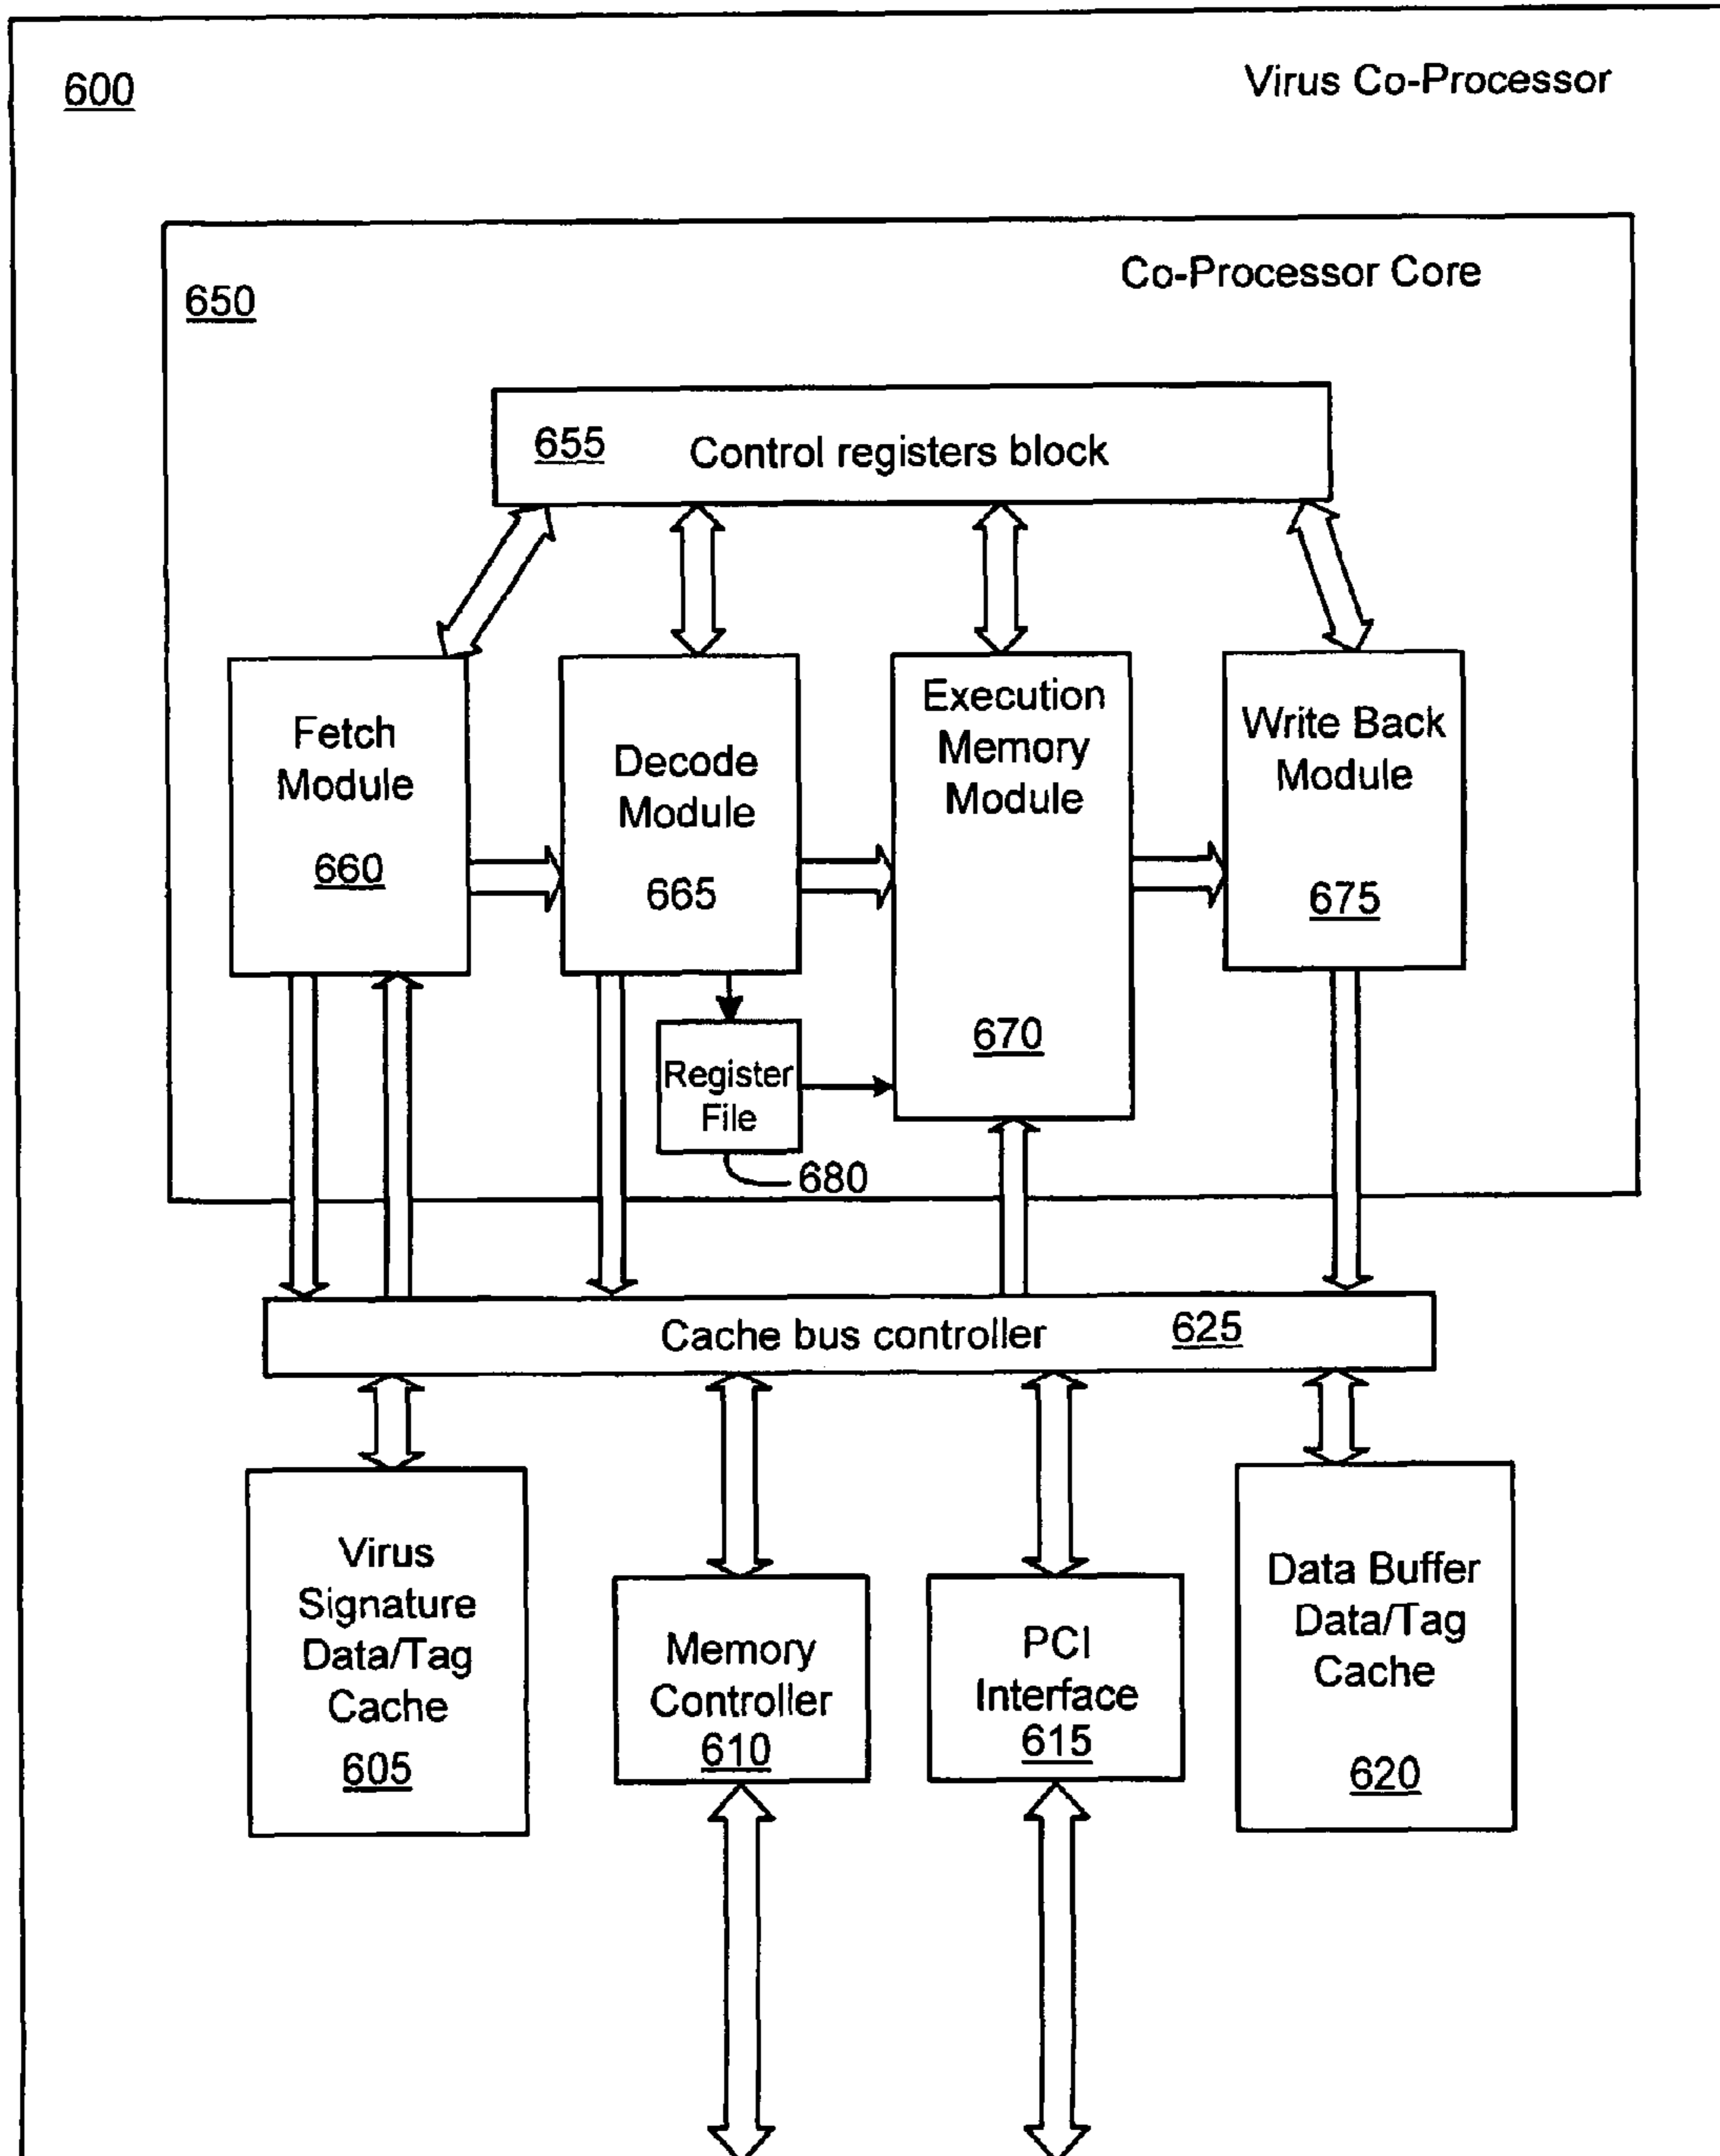 600
Virus Co-Processor
650
Co-Processor Core
655
Control registers block
Fetch
Module
660
Decode
Module
665
Execution
Memory
Module
670
Write Back
Module
675
Register
File
680
Cache bus controller
625
Virus
Signature
Data/Tag
Cache
605
Memory
Controller
610
PCI
Interface
615
Data Buffer
Data/Tag
Cache
620